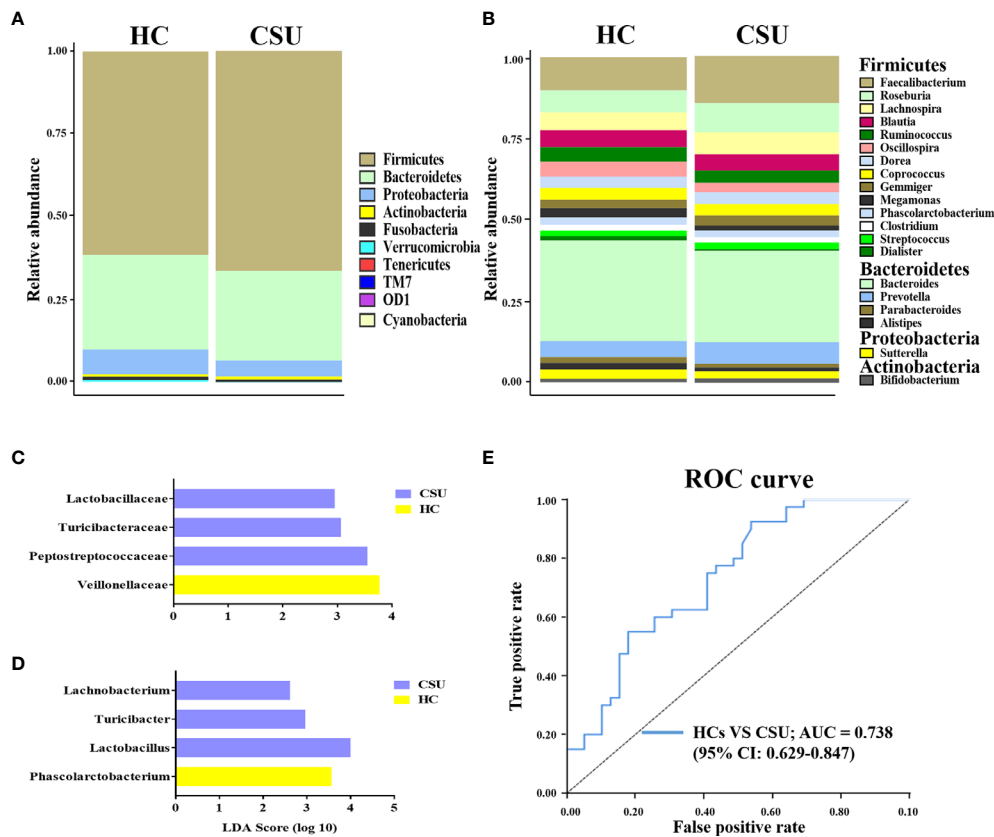 A
HC CSU
1.00
0.75
0.50
0.25
0.00
Relative abundance
Firmicutes
Bacteroidetes
Proteobacteria
Actinobacteria
Fusobacteria
Verrucomicrobia
Tenericutes
TM7
OD1
Cyanobacteria
B
HC CSU
1.00
0.75
0.50
0.25
0.00
Relative abundance
Firmicutes
Faecalibacterium
Roseburia
Lachnospira
Blautia
Ruminococcus
Oscillospira
Dorea
Coprococcus
Gemmiger
Megamonas
Phascolarctobacterium
Clostridium
Streptococcus
Dialister
Bacteroidetes
Bacteroides
Prevotella
Parabacteroides
Alistipes
Proteobacteria
Sutterella
Actinobacteria
Bifidobacterium
C
Lactobacillaceae
Turicibacteraceae
Peptostreptococcaceae
Veillonellaceae
0 1 2 3 4
CSU
HC
D
Lachnobacterium
Turicibacter
Lactobacillus
Phascolarctobacterium
0 1 2 3 4 5
LDA Score (log 10)
CSU
HC
E
ROC curve
1.00
0.80
0.60
0.40
0.20
0.00
True positive rate
HCs VS CSU; AUC = 0.738
(95% CI: 0.629-0.847)
0.00 0.20 0.40 0.60 0.80 0.10
False positive rate